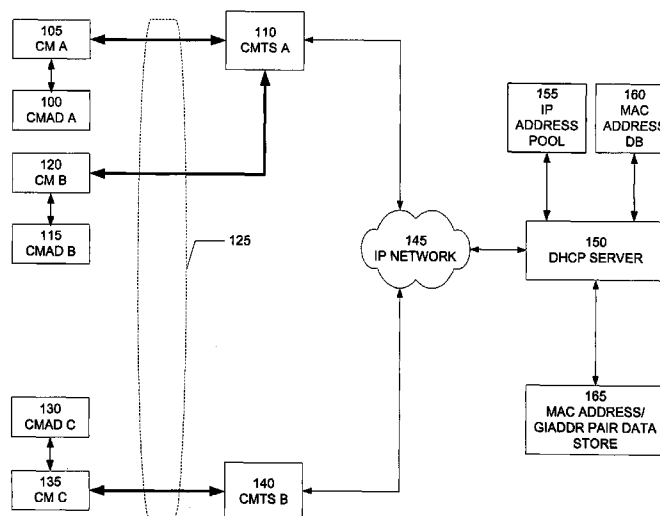 105
CM A
100
CMAD A
120
CM B
115
CMAD B
110
CMTS A
125
130
CMAD C
135
CM C
140
CMTS B
145
IP NETWORK
155
IP
ADDRESS
POOL
160
MAC
ADDRESS
DB
150
DHCP SERVER
165
MAC ADDRESS/
GIADDR PAIR DATA
STORE